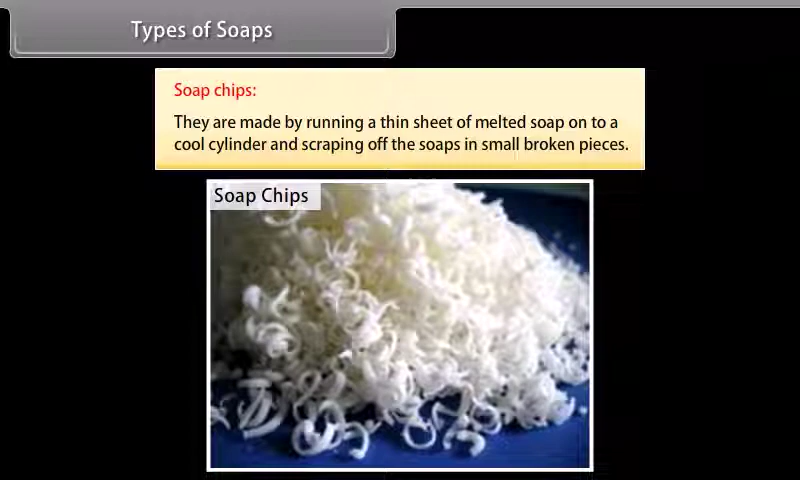 Types of Soaps
Soap chips:
They are made by running a thin sheet of melted soap on to a
cool cylinder and scraping off the soaps in small broken pieces.
Soap Chips